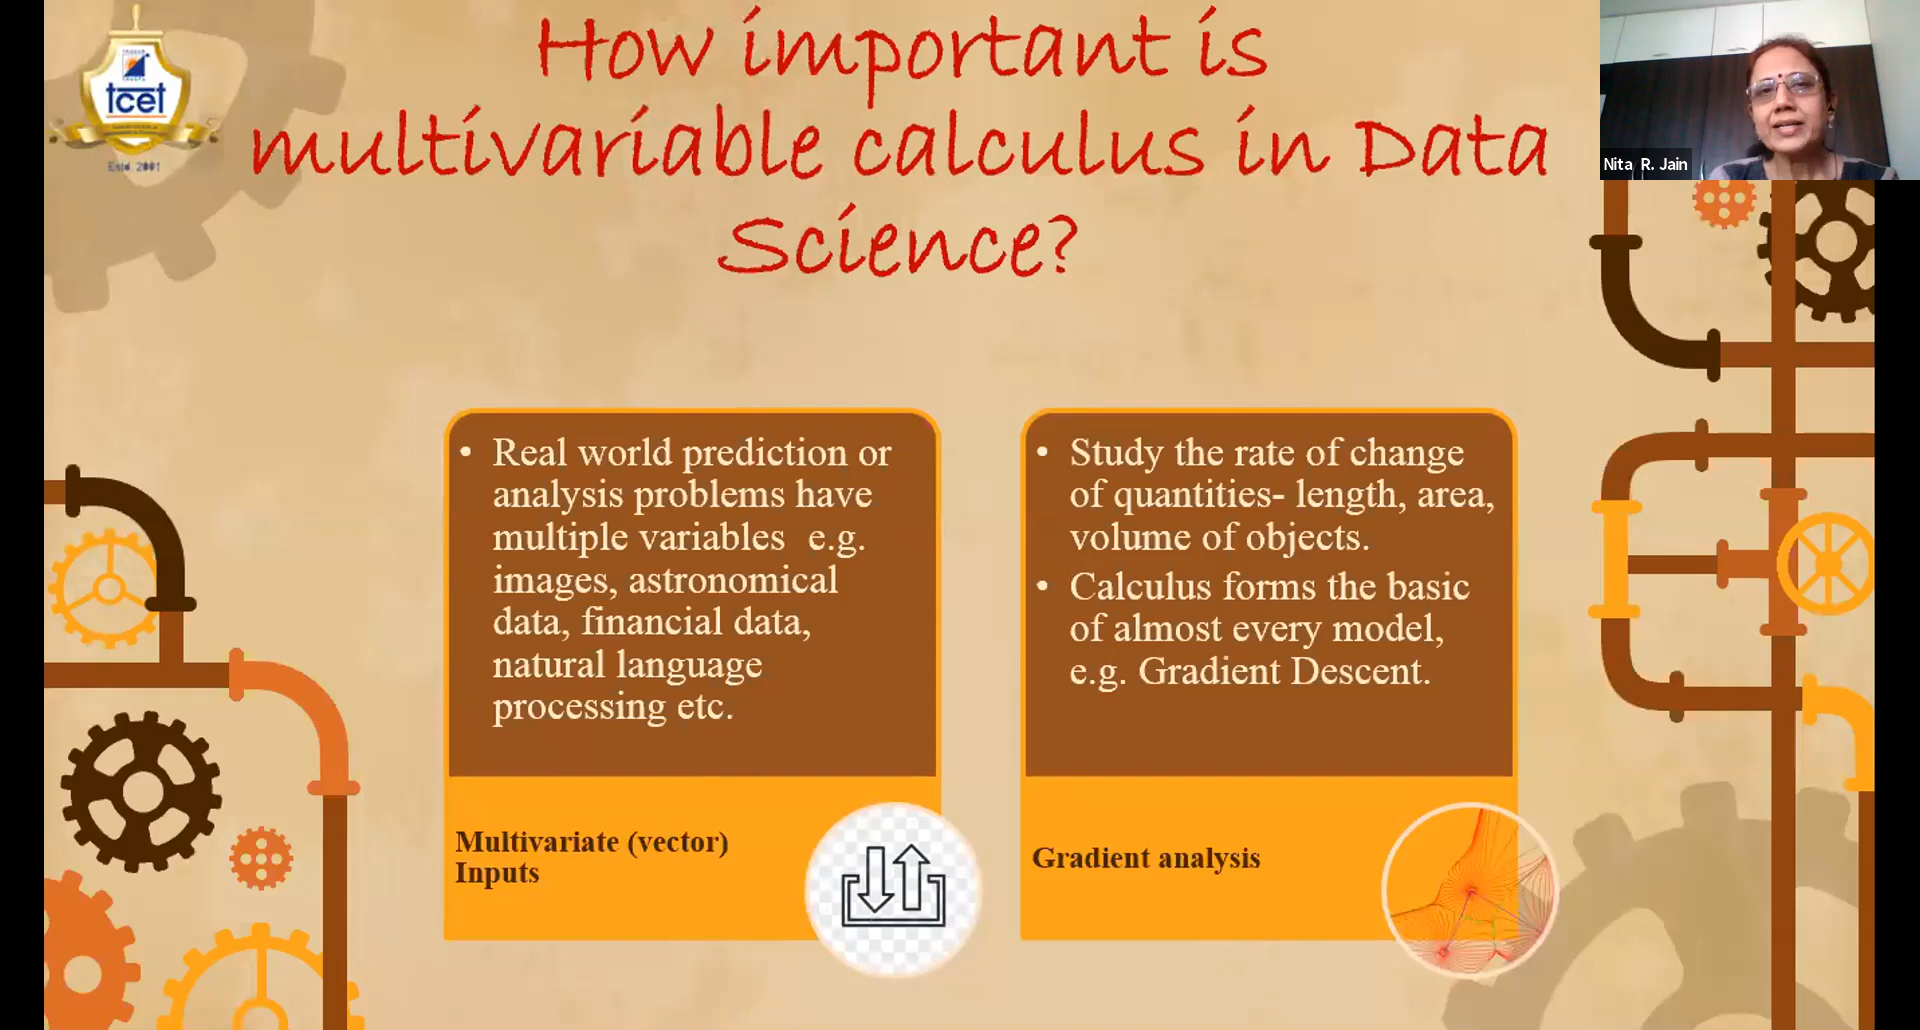 How important is
multivariable calculus in Data
Science?
tcet
Estd. 2001
Nita R. Jain
• Real world prediction or
analysis problems have
multiple variables e.g.
images, astronomical
data, financial data,
natural language
processing etc.
Multivariate (vector)
Inputs
• Study the rate of change
of quantities- length, area,
volume of objects.
• Calculus forms the basic
of almost every model,
e.g. Gradient Descent.
Gradient analysis